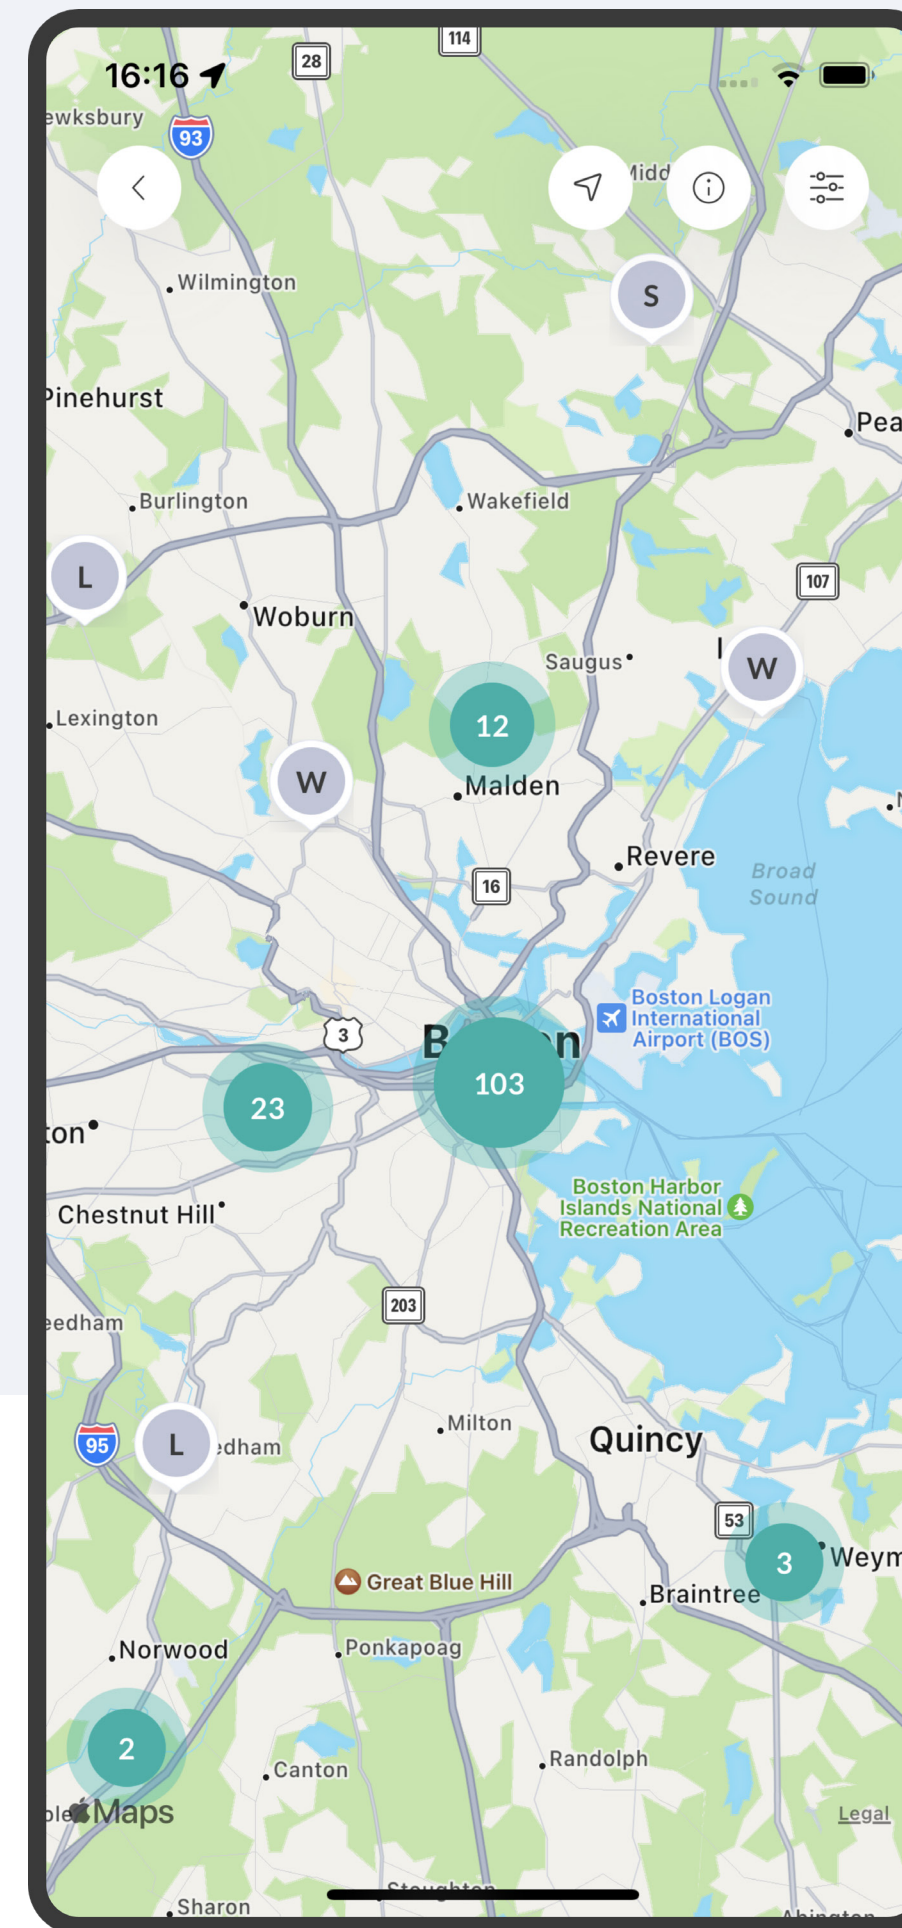 114
28
16:16
ewksbury
93
Midd
Wilmington
S
Pinehurst
Pea
Burlington
Wakefield
L
107
Woburn
Saugus
W
Lexington
12
W
Malden
Revere
16
Broad
Sound
Boston Logan
International
Airport (BOS)
3
B on
103
23
ton
Boston Harbor
Islands National
Recreation Area
Chestnut Hill
203
eedham
Milton
Quincy
95
L
edham
53
3
Weym
Great Blue Hill
Braintree
Norwood
Ponkapoag
2
Randolph
Canton
Maps
Legal
Stoughton
Sharon
Abington